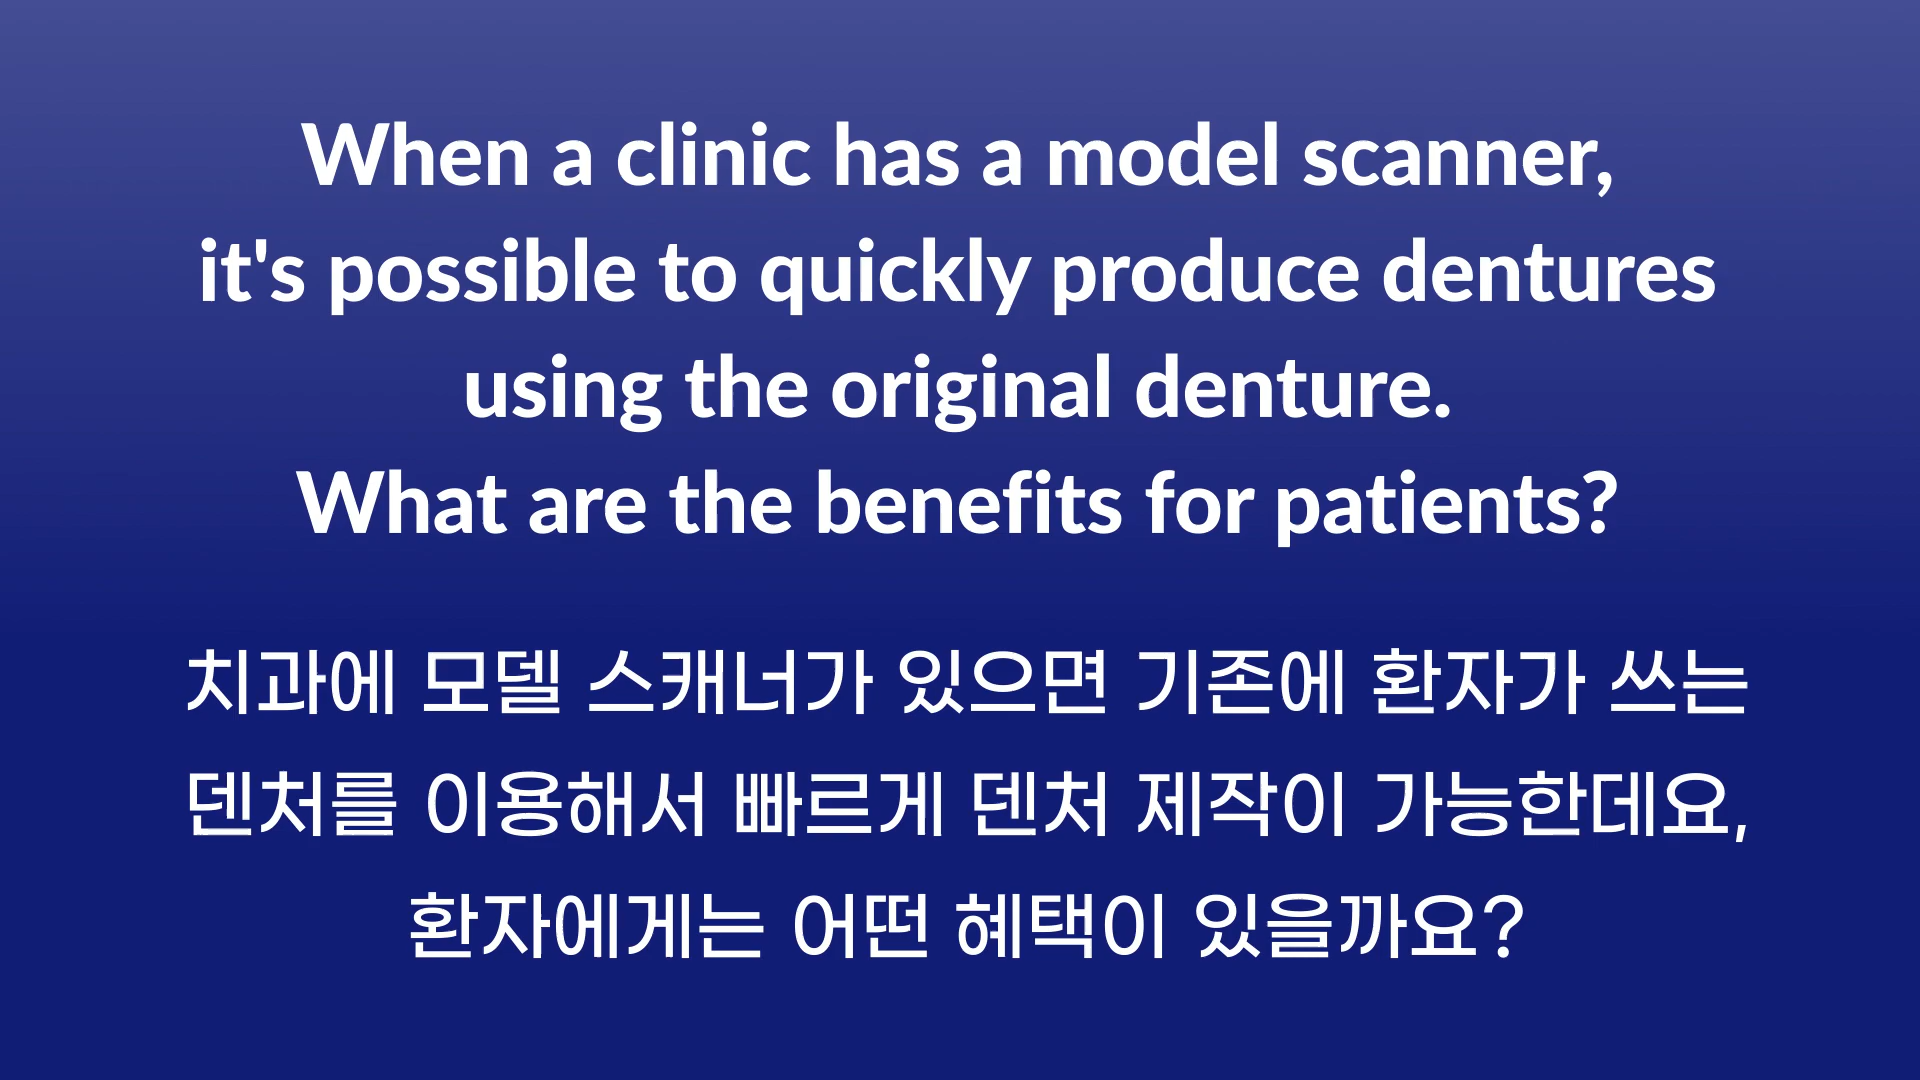 When a clinic has a model scanner,
it's possible to quickly produce dentures
using the original denture.
What are the benefits for patients?
치과에 모델 스캐너가 있으면 기존에 환자가 쓰는
덴처를 이용해서 빠르게 덴처 제작이 가능한데요,
환자에게는 어떤 혜택이 있을까요?